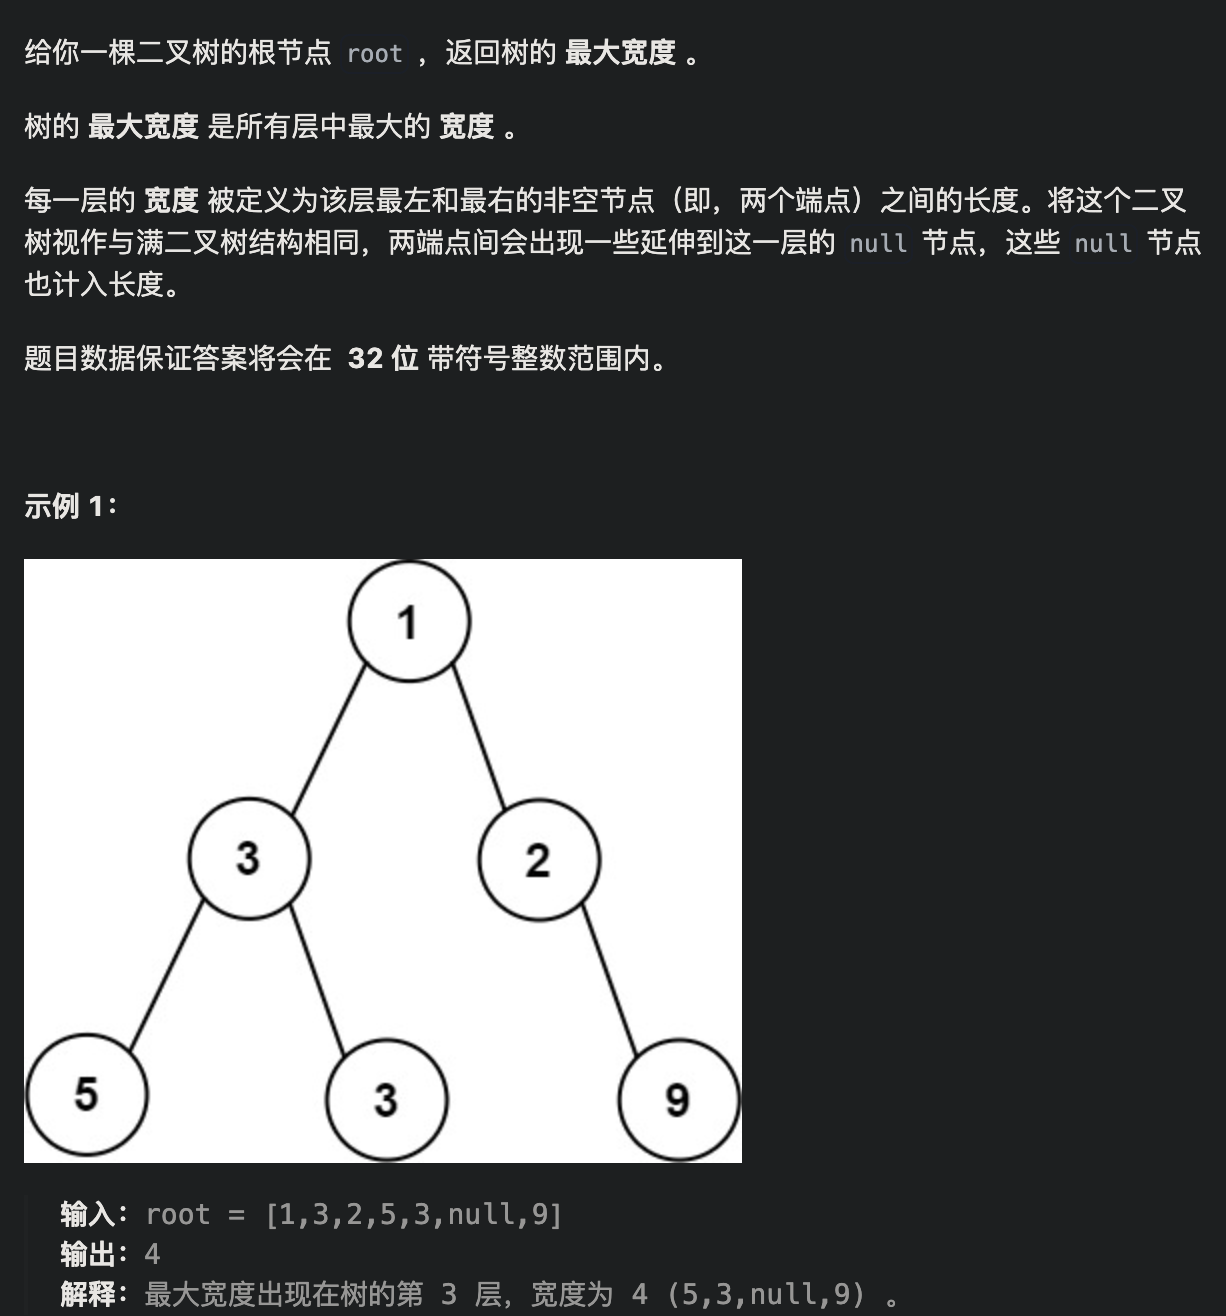 给你一棵二叉树的根节点 root ，返回树的 最大宽度 。
树的 最大宽度 是所有层中最大的 宽度 。
每一层的 宽度 被定义为该层最左和最右的非空节点（即，两个端点）之间的长度。将这个二叉
树视作与满二叉树结构相同，两端点间会出现一些延伸到这一层的 null 节点，这些 null 节点
也计入长度。
题目数据保证答案将会在 32 位 带符号整数范围内。
示例 1：
1
3
2
5
3
9
输入：root = [1,3,2,5,3,null,9]
输出：4
解释：最大宽度出现在树的第 3 层，宽度为 4 (5,3,null,9) 。